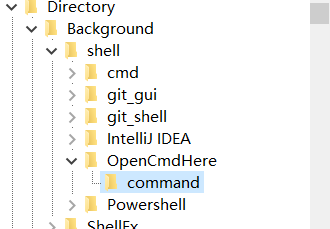 Directory
Background
shell
cmd
git_gui
git_shell
IntelliJ IDEA
OpenCmdHere
command
Powershell
ShellEx